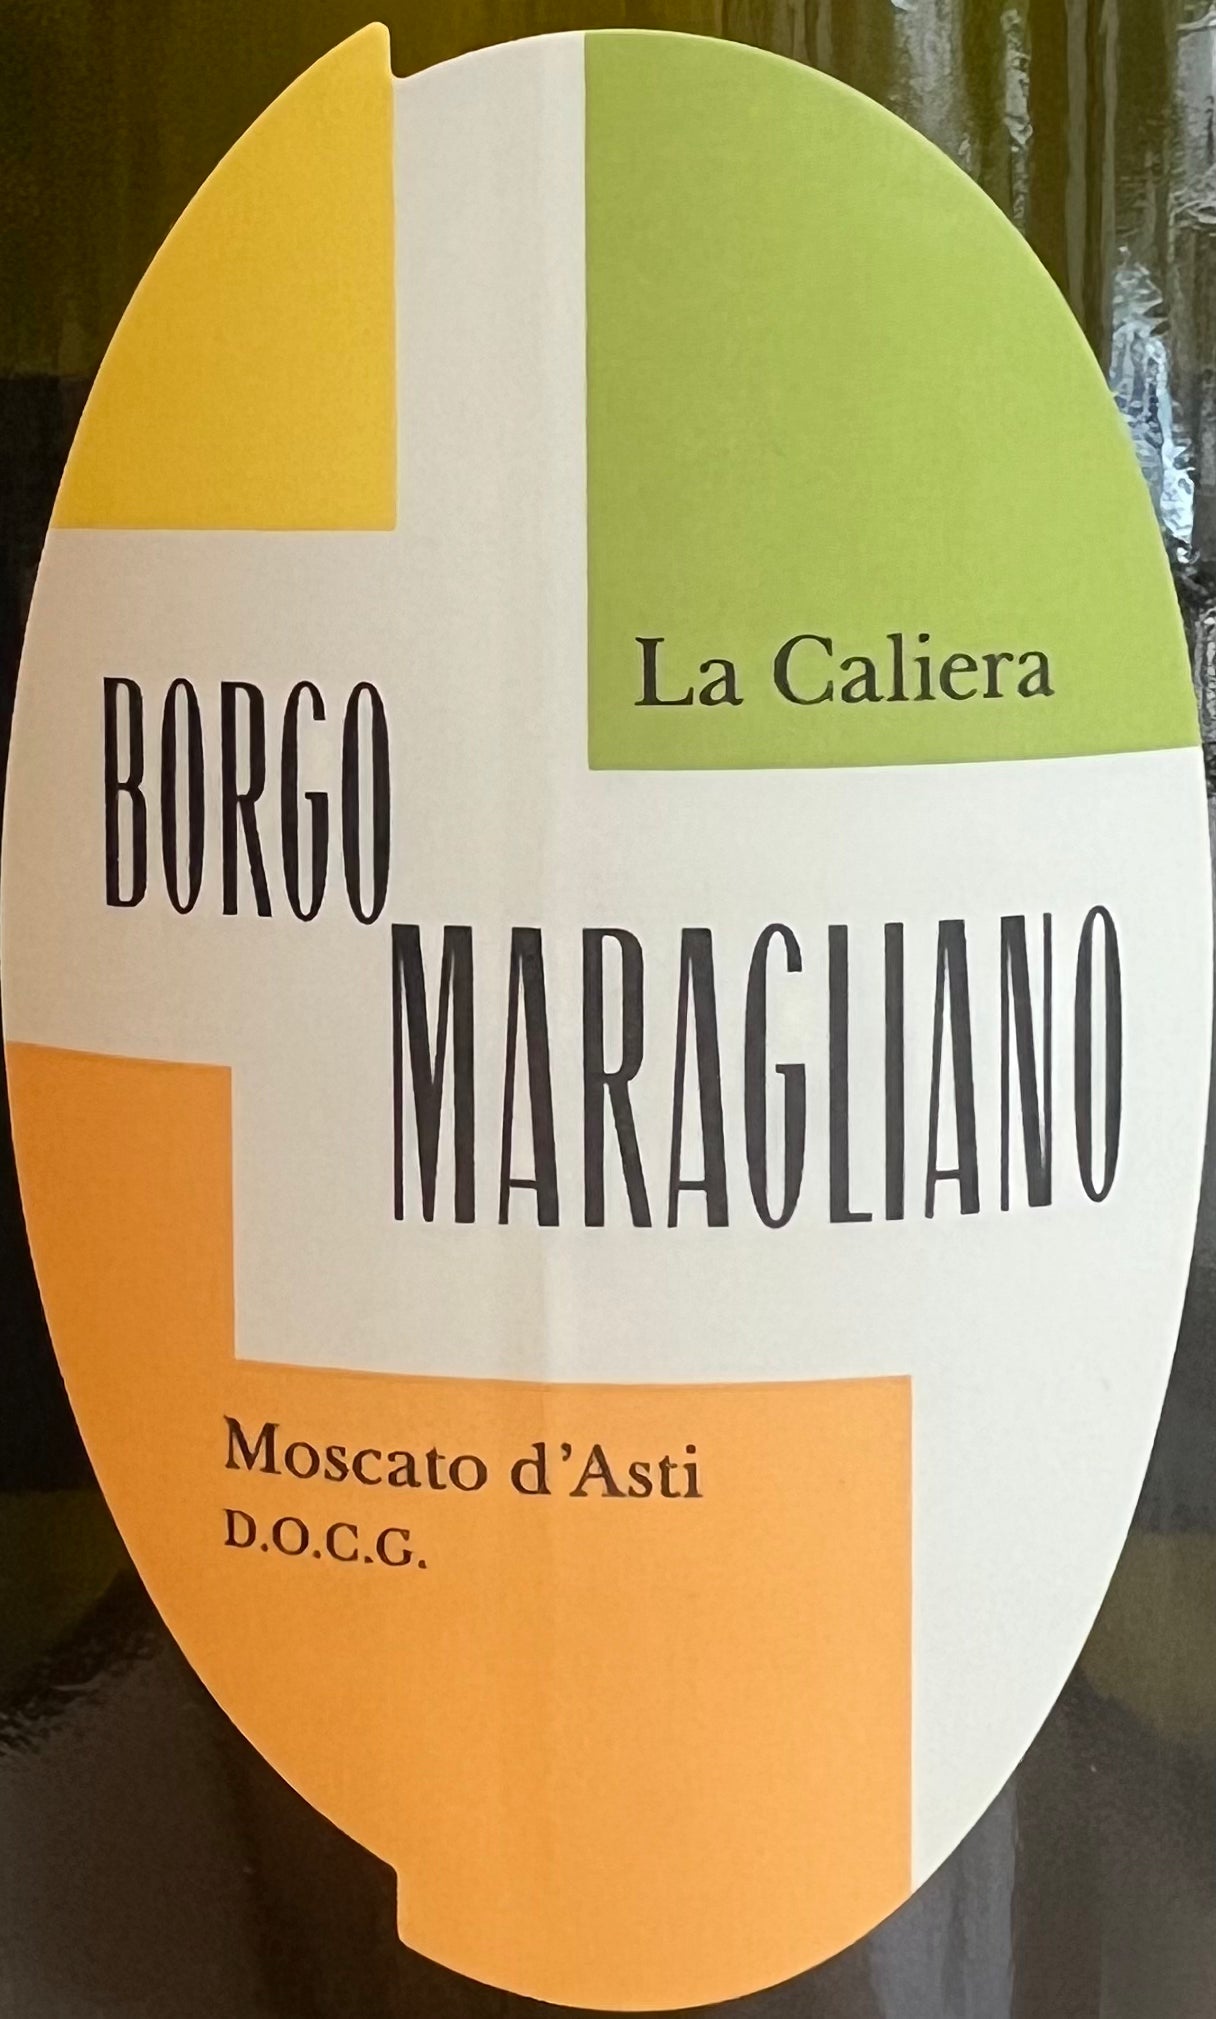 La Caliera
BORGO
MARAGLIANO
Moscato d'Asti
D.O.C.G.